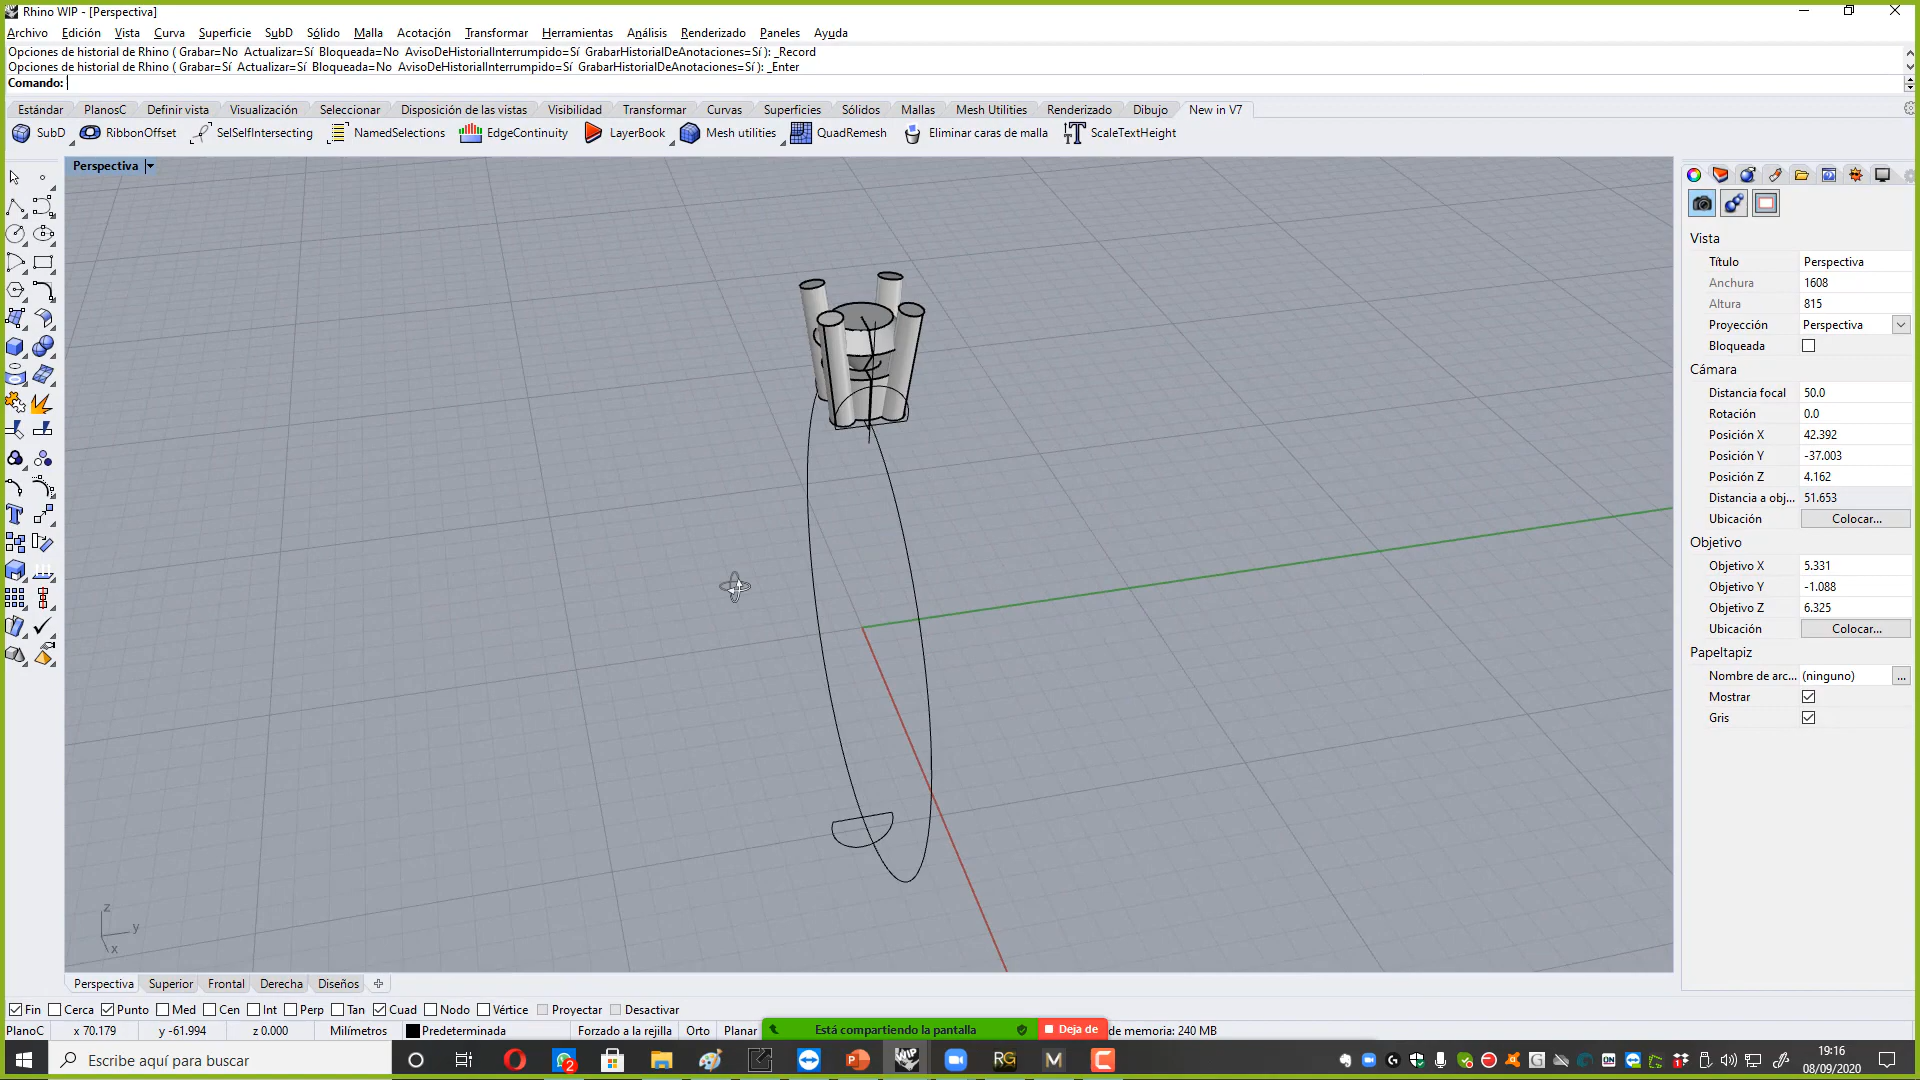 Rhino WIP - [Perspectiva]
Archivo Edición Vista Curva Superficie SubD Sólido Malla Acotación Transformar Herramientas Análisis Renderizado Paneles Ayuda
Opciones de historial de Rhino ( Grabar=No Actualizar=Sí Bloqueada=No AvisoDeHistorialInterrumpido=Sí GrabarHistorialDeAnotaciones=Sí ): _Record
Opciones de historial de Rhino ( Grabar=Sí Actualizar=Sí Bloqueada=No AvisoDeHistorialInterrumpido=Sí GrabarHistorialDeAnotaciones=Sí ): _Enter
Comando:
Estándar PlanosC Definir vista Visualización Seleccionar Disposición de las vistas Visibilidad Transformar Curvas Superficies Sólidos Mallas Mesh Utilities Renderizado Dibujo New in V7
SubD RibbonOffset SelSelfIntersecting NamedSelections EdgeContinuity LayerBook Mesh utilities QuadRemesh Eliminar caras de malla ScaleTextHeight
Perspectiva
Vista
Título Perspectiva
Anchura 1608
Altura 815
Proyección Perspectiva
Bloqueada
Cámara
Distancia focal 50.0
Rotación 0.0
Posición X 42.392
Posición Y -37.003
Posición Z 4.162
Distancia a obj... 51.653
Ubicación Colocar...
Objetivo
Objetivo X 5.331
Objetivo Y -1.088
Objetivo Z 6.325
Ubicación Colocar...
Papeltapiz
Nombre de arc... (ninguno) ...
Mostrar
Gris
z
y
x
Perspectiva Superior Frontal Derecha Diseños
Fin Cerca Punto Med Cen Int Perp Tan Cuad Nodo Vértice Proyectar Desactivar
PlanoC x 70.179 y -61.994 z 0.000 Milímetros Predeterminada Forzado a la rejilla Orto Planar Está compartiendo la pantalla Deja de de memoria: 240 MB
Escribe aquí para buscar
2
WIP
RG
M
ON
19:16
08/09/2020